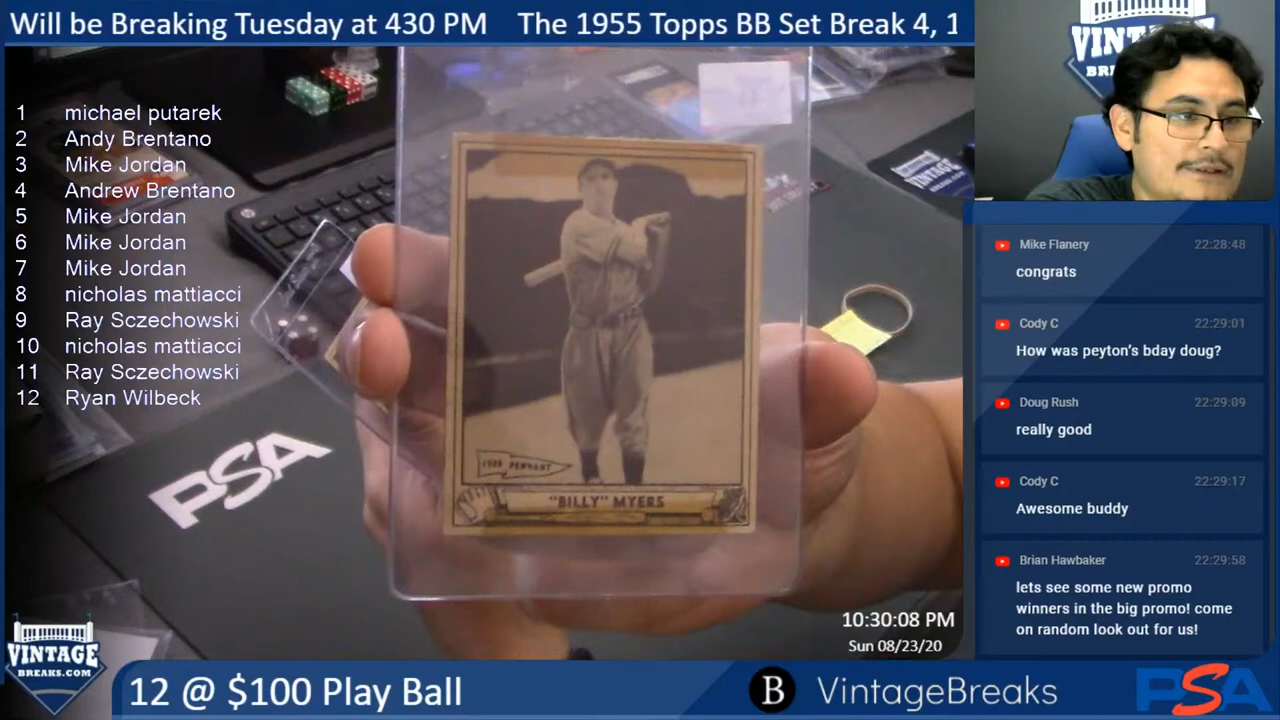 Will be Breaking Tuesday at 430 PM The 1955 Topps BB Set Break 4, 1
1 michael putarek
2 Andy Brentano
3 Mike Jordan
4 Andrew Brentano
5 Mike Jordan
6 Mike Jordan
7 Mike Jordan
8 nicholas mattiacci
9 Ray Sczechowski
10 nicholas mattiacci
11 Ray Sczechowski
12 Ryan Wilbeck
PSA
1939 PENNANT
"BILLY" MYERS
VINTAGE
Mike Flanery 22:28:48
congrats
Cody C 22:29:01
How was peyton's bday doug?
Doug Rush 22:29:09
really good
Cody C 22:29:17
Awesome buddy
Brian Hawbaker 22:29:58
lets see some new promo
winners in the big promo! come
on random look out for us!
10:30:08 PM
Sun 08/23/20
VINTAGE
BREAKS.COM
12 @ $100 Play Ball
B VintageBreaks
PSA